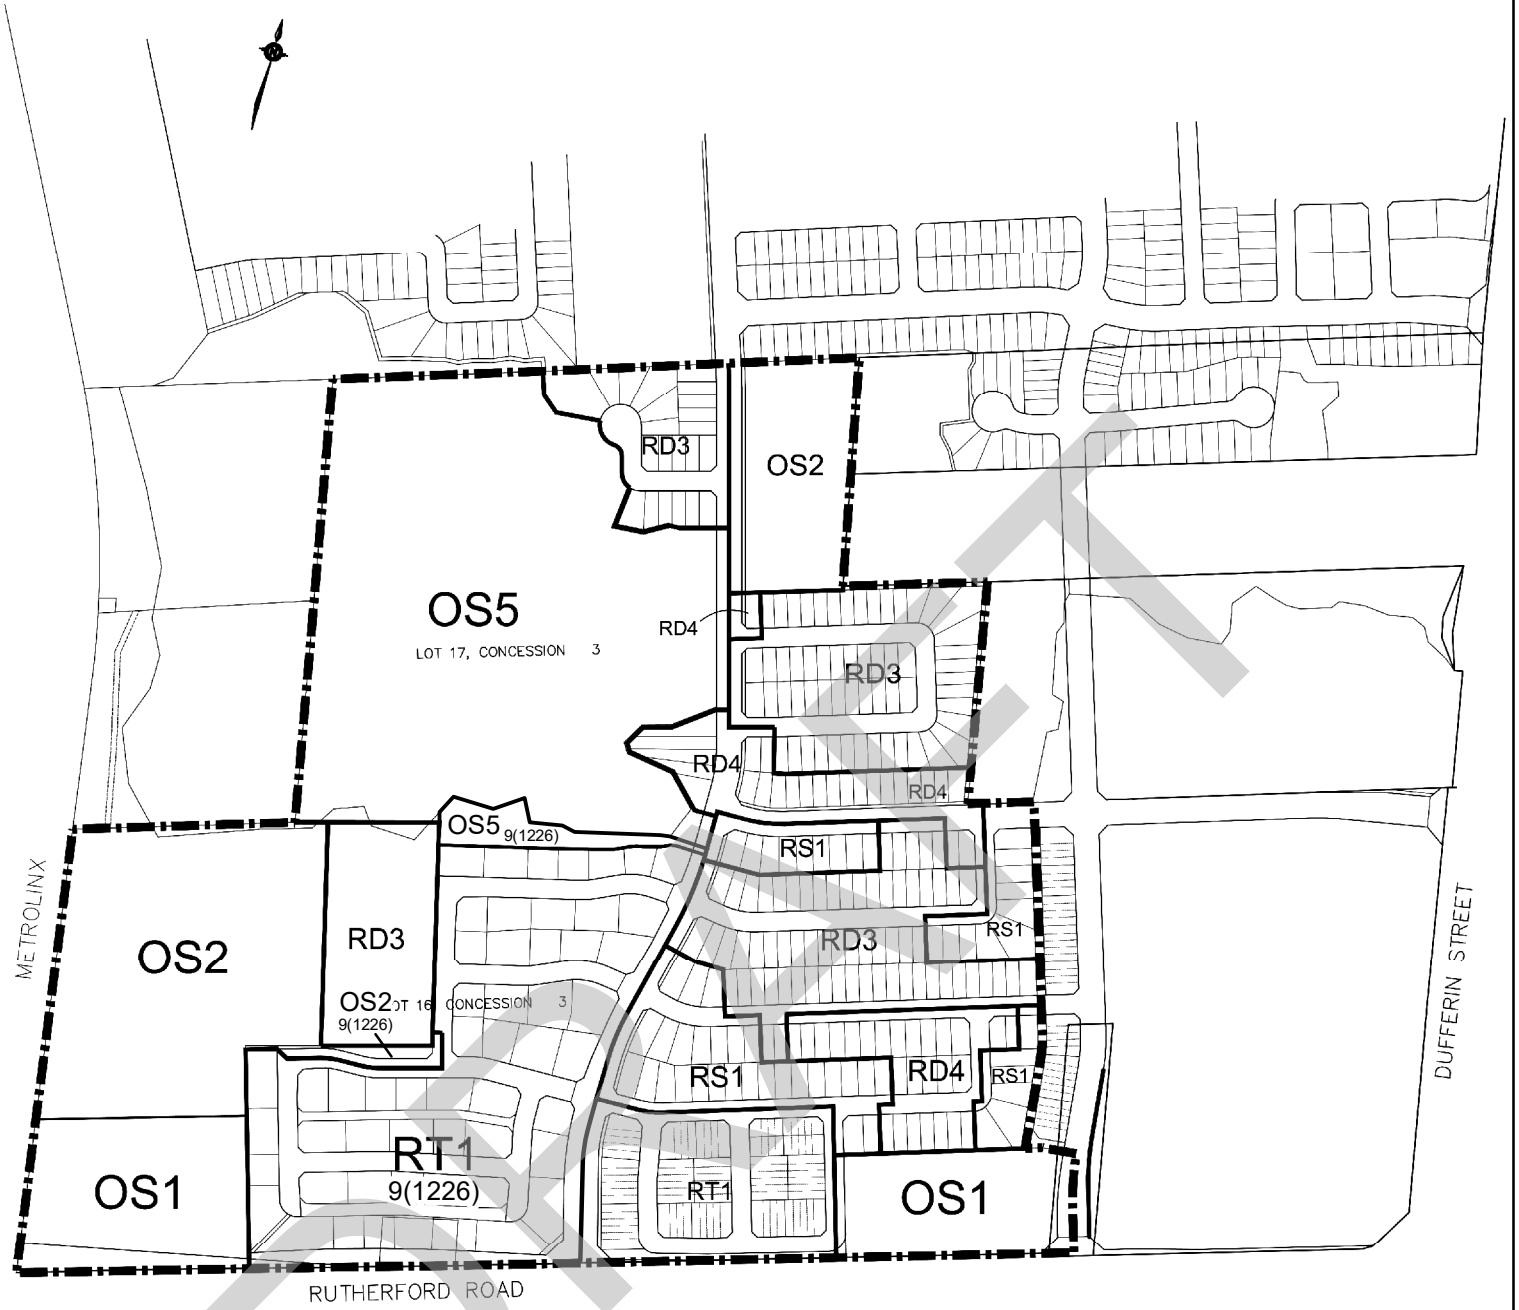 N
RD3
OS2
OS5
LOT 17, CONCESSION 3
RD4
RD3
RD4
RD4
OS5 9(1226)
RS1
METROLINX
OS2
RD3
RD3
RS1
DUFFERIN STREET
OS2 OT 16, CONCESSION 3
9(1226)
RS1
RD4
RS1
RT1
9(1226)
OS1
RT1
OS1
RUTHERFORD ROAD
DRAFT